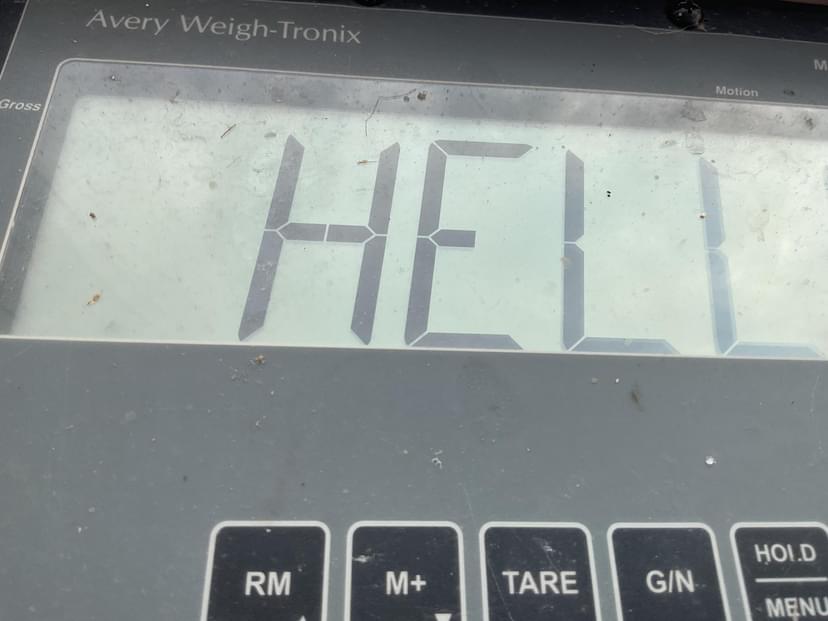 Avery Weigh-Tronix
Gross
Motion
HELL
RM
M+
TARE
G/N
HOLD
MENU